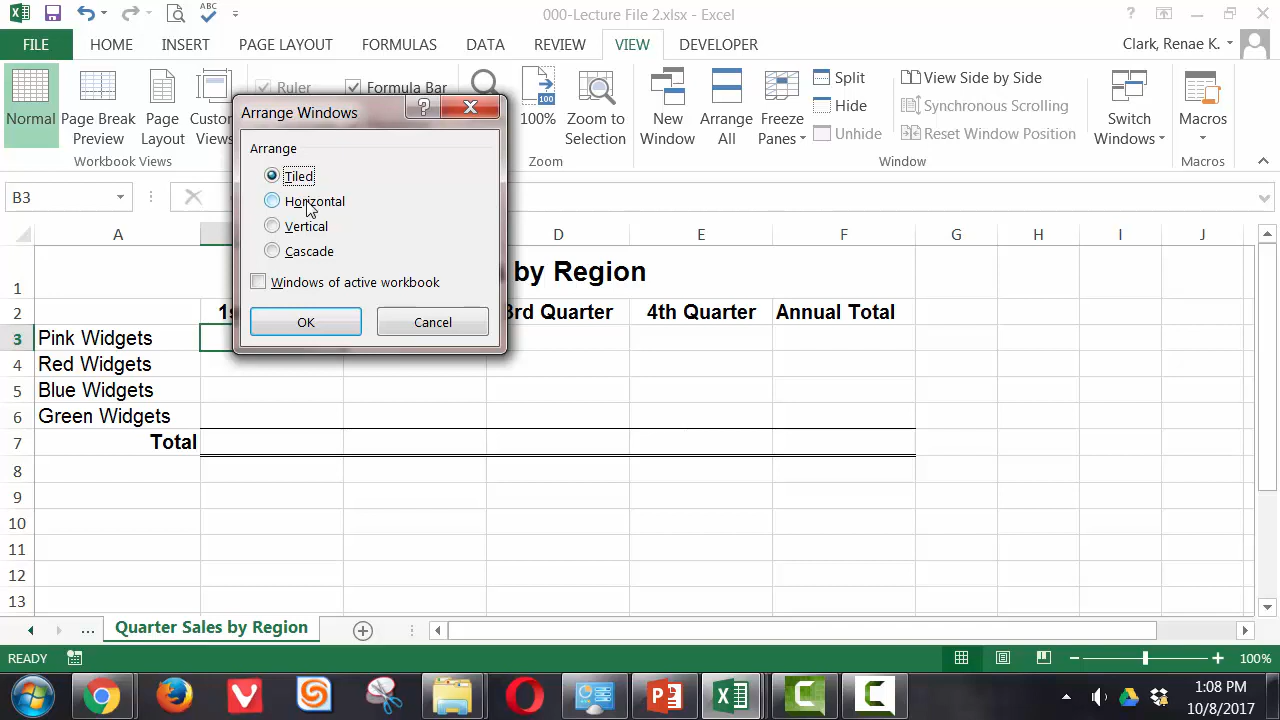 ABC
000-Lecture File 2.xlsx - Excel
?
FILE HOME INSERT PAGE LAYOUT FORMULAS DATA REVIEW VIEW DEVELOPER Clark, Renae K.
Normal
Page Break Preview
Page Layout
Custom Views
Ruler
Formula Bar
100
100%
Zoom to Selection
New Window
Arrange All
Freeze Panes
Split
Hide
Unhide
View Side by Side
Synchronous Scrolling
Reset Window Position
Switch Windows
Macros
Workbook Views
Zoom
Window
Macros
Arrange Windows
?
Arrange
Tiled
Horizontal
Vertical
Cascade
Windows of active workbook
OK Cancel
B3
A D E F G H I J
1 by Region
2 3rd Quarter 4th Quarter Annual Total
3 Pink Widgets
4 Red Widgets
5 Blue Widgets
6 Green Widgets
7 Total
8
9
10
11
12
13
... Quarter Sales by Region
READY 100%
1:08 PM
10/8/2017